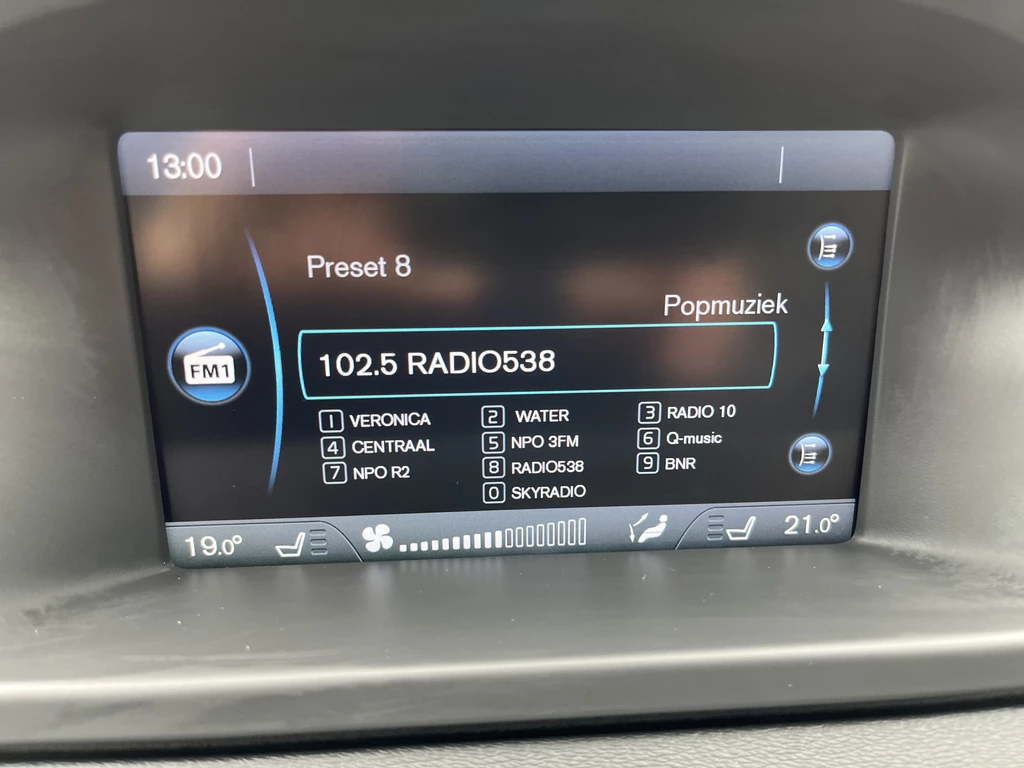 13:00
Preset 8
Popmuziek
FM1
102.5 RADIO538
1 VERONICA 2 WATER 3 RADIO 10
4 CENTRAAL 5 NPO 3FM 6 Q-music
7 NPO R2 8 RADIO538 9 BNR
0 SKYRADIO
19.0° 21.0°